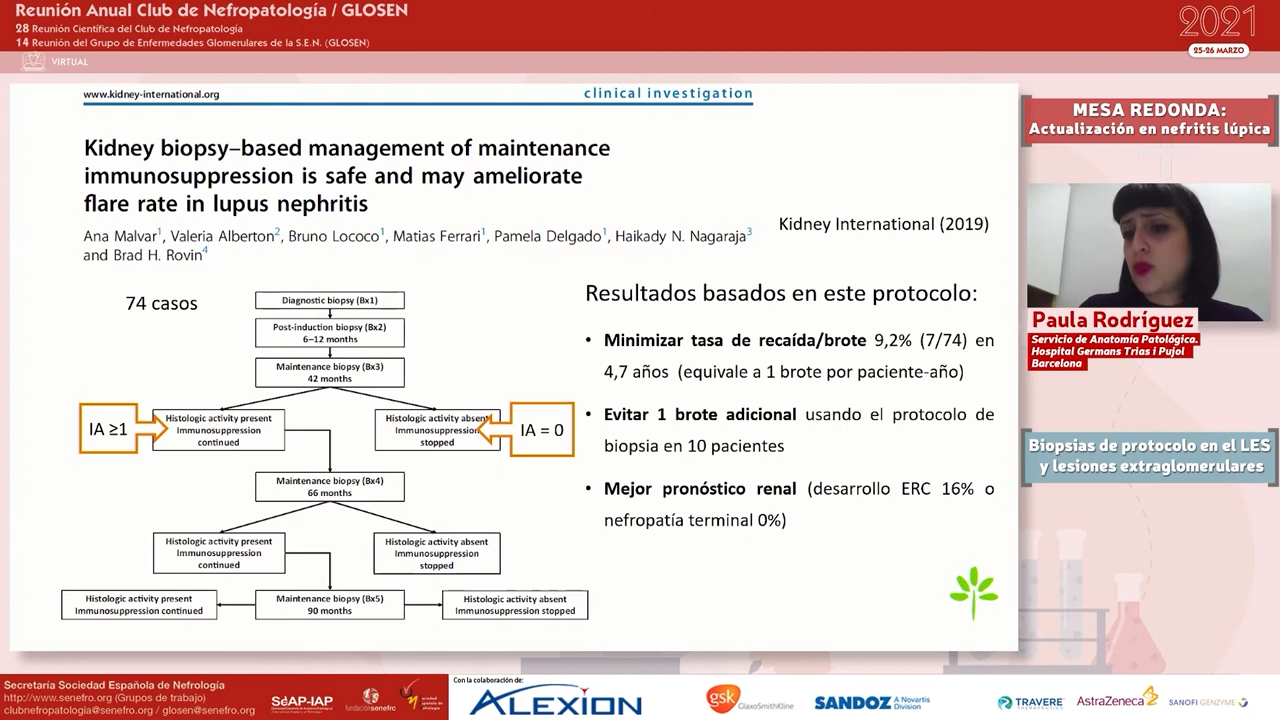 Reunión Anual Club de Nefropatología / GLOSEN
28 Reunión Científica del Club de Nefropatología
14 Reunión del Grupo de Enfermedades Glomerulares de la S.E.N. (GLOSEN)
VIRTUAL
2021
25-26 MARZO
www.kidney-international.org
clinical investigation
Kidney biopsy–based management of maintenance
immunosuppression is safe and may ameliorate
flare rate in lupus nephritis
Ana Malvar1, Valeria Alberton2, Bruno Lococo1, Matias Ferrari1, Pamela Delgado1, Haikady N. Nagaraja3
and Brad H. Rovin4
Kidney International (2019)
74 casos
Diagnostic biopsy (Bx1)
Post-induction biopsy (Bx2)
6–12 months
Maintenance biopsy (Bx3)
42 months
IA ≥1
Histologic activity present
Immunosuppression
continued
Histologic activity absent
Immunosuppression
stopped
IA = 0
Maintenance biopsy (Bx4)
66 months
Histologic activity present
Immunosuppression
continued
Histologic activity absent
Immunosuppression
stopped
Histologic activity present
Immunosuppression continued
Maintenance biopsy (Bx5)
90 months
Histologic activity absent
Immunosuppression stopped
Resultados basados en este protocolo:
• Minimizar tasa de recaída/brote 9,2% (7/74) en
4,7 años (equivale a 1 brote por paciente-año)
• Evitar 1 brote adicional usando el protocolo de
biopsia en 10 pacientes
• Mejor pronóstico renal (desarrollo ERC 16% o
nefropatía terminal 0%)
MESA REDONDA:
Actualización en nefritis lúpica
Paula Rodríguez
Servicio de Anatomía Patológica.
Hospital Germans Trias i Pujol
Barcelona
Biopsias de protocolo en el LES
y lesiones extraglomerulares
Secretaría Sociedad Española de Nefrología
http://www.senefro.org (Grupos de trabajo)
clubnefropatologia@senefro.org / glosen@senefro.org
SEAP-IAP
fundación senefro
Con la colaboración de:
ALEXION
gsk
GlaxoSmithKline
SANDOZ A Novartis
Division
TRAVERE
THERAPEUTICS
AstraZeneca
SANOFI GENZYME